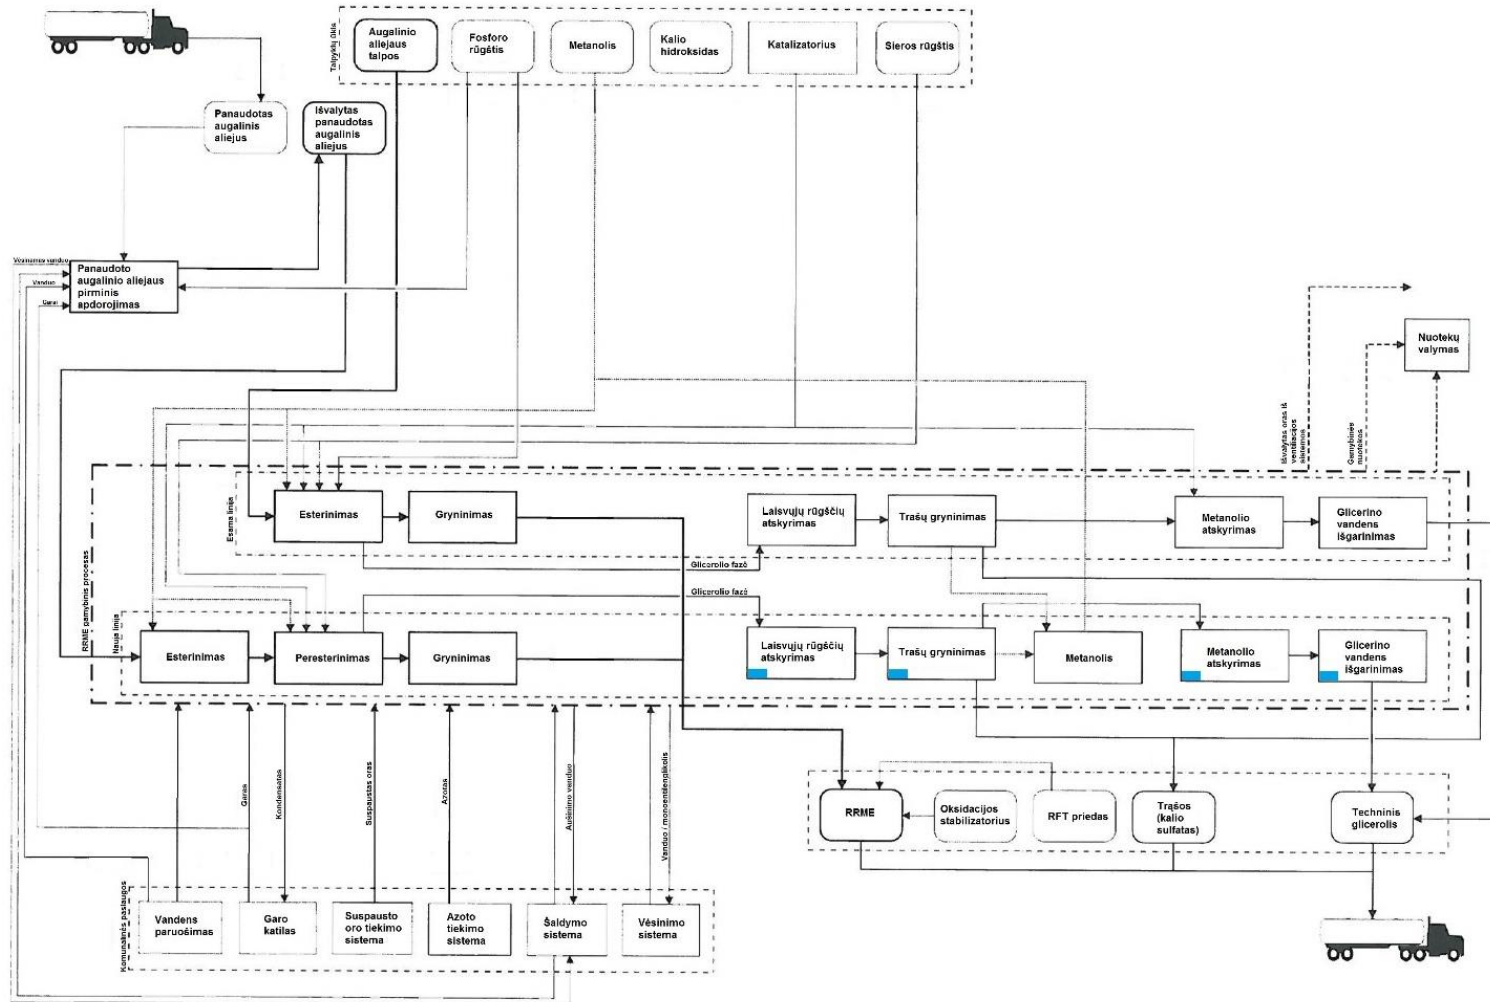 Talpyklų ūkis
Augalinio
aliejaus
talpos
Fosforo
rūgštis
Metanolis
Kalio
hidroksidas
Katalizatorius
Sieros rūgštis
Panaudotas
augalinis
aliejus
Išvalytas
panaudotas
augalinis
aliejus
Vėsinamas vanduo
Vanduo
Garai
Panaudoto
augalinio aliejaus
pirminis
apdorojimas
Nuotekų
valymas
Išvalytas oras iš
ventiliacijos
sistemos
Gamybinės
nuotekos
RRME gamybinis procesas
Esama linija
Esterinimas
Gryninimas
Laisvųjų rūgščių
atskyrimas
Trašų gryninimas
Metanolio
atskyrimas
Glicerino
vandens
išgarinimas
Glicerolio fazė
Glicerolio fazė
Nauja linija
Esterinimas
Peresterinimas
Gryninimas
Laisvųjų rūgščių
atskyrimas
Trašų gryninimas
Metanolis
Metanolio
atskyrimas
Glicerino
vandens
išgarinimas
Garas
Kondensatas
Suspaustas oras
Azotas
Aušinimo vanduo
Vanduo / monoentilenglikolis
RRME
Oksidacijos
stabilizatorius
RFT priedas
Trąšos
(kalio
sulfatas)
Techninis
glicerolis
Komunalinės paslaugos
Vandens
paruošimas
Garo
katilas
Suspausto
oro tiekimo
sistema
Azoto
tiekimo
sistema
Šaldymo
sistema
Vėsinimo
sistema